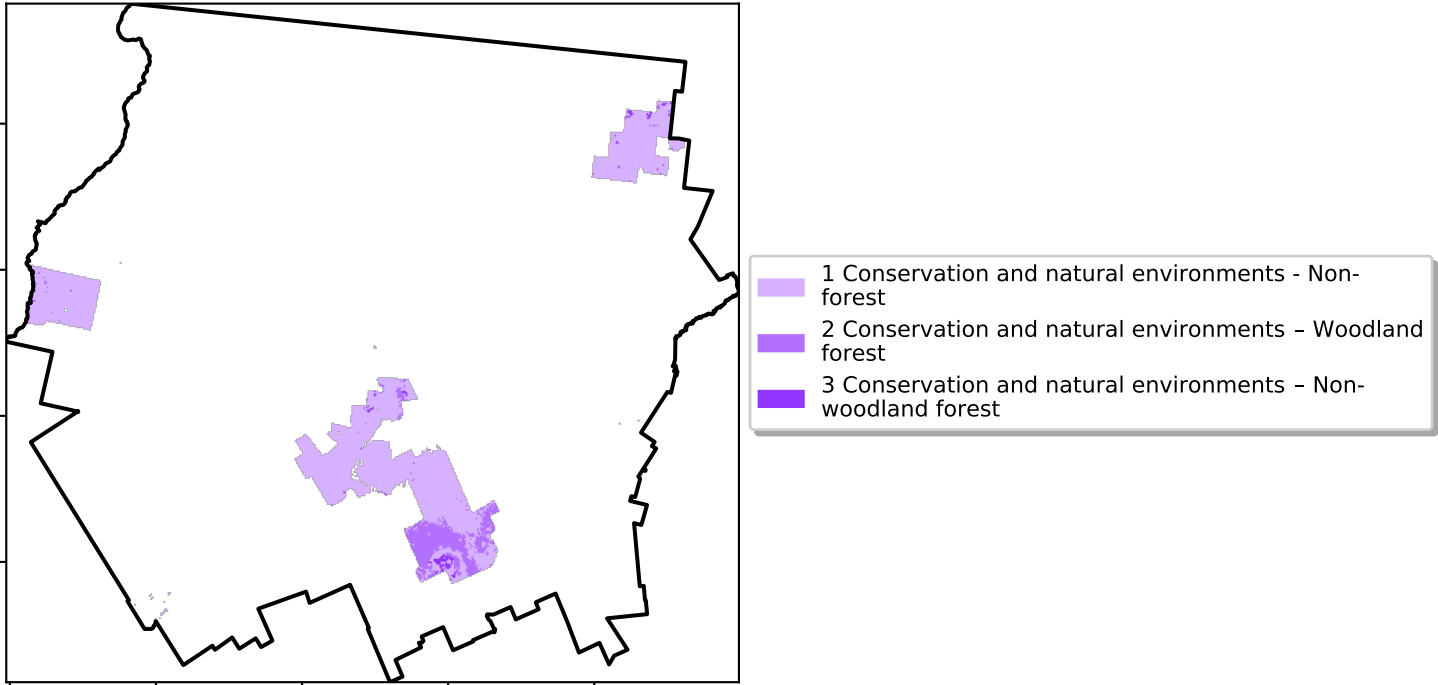 1 Conservation and natural environments - Non-
forest
2 Conservation and natural environments – Woodland
forest
3 Conservation and natural environments – Non-
woodland forest